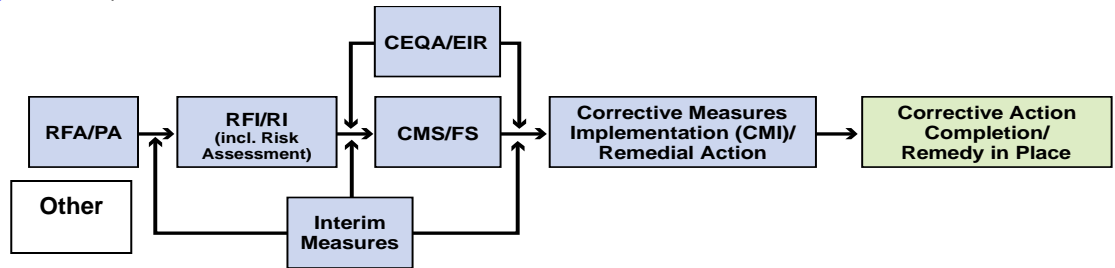 CEQA/EIR
RFA/PA
RFI/RI
(incl. Risk
Assessment)
CMS/FS
Corrective Measures
Implementation (CMI)/
Remedial Action
Corrective Action
Completion/
Remedy in Place
Other
Interim
Measures